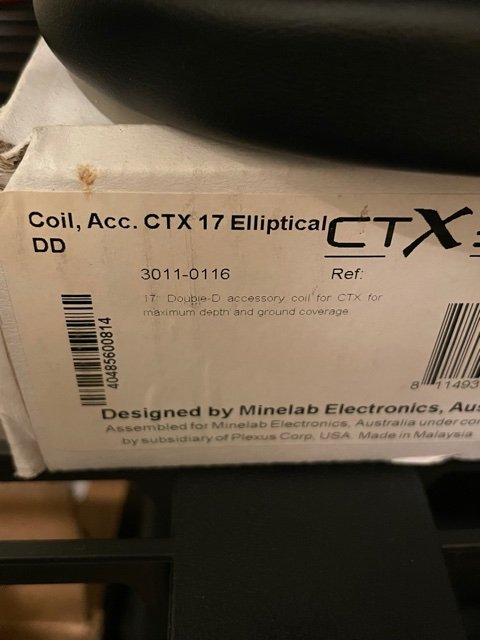 Coil, Acc. CTX 17 Elliptical
DD
CTX
3011-0116
Ref:
17" Double-D accessory coil for CTX for
maximum depth and ground coverage
40485600814
8 11493
Designed by Minelab Electronics, Aus
Assembled for Minelab Electronics, Australia under con
by subsidiary of Plexus Corp, USA. Made in Malaysia